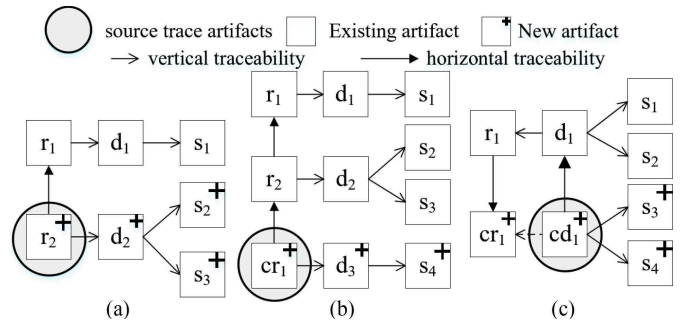 source trace artifacts Existing artifact + New artifact
vertical traceability horizontal traceability
r1 d1 s1
r2 + d2 + s2 +
s3 +
(a)
r1 d1 s1
r2 d2 s2
s3
cr1 + d3 + s4 +
(b)
r1 d1 s1
s2
cr1 + cd1 + s3 +
s4 +
(c)